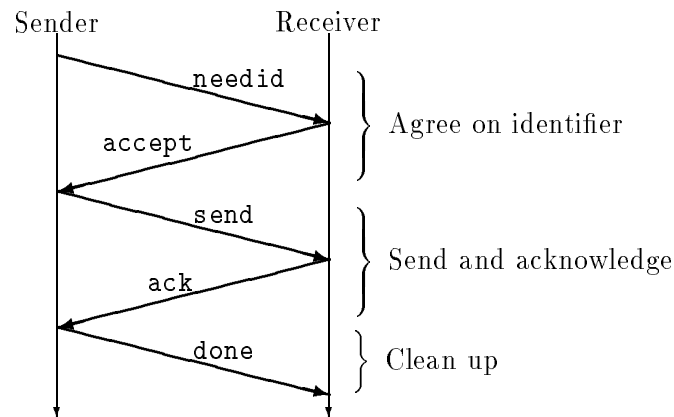 Sender Receiver
needid
Agree on identifier
accept
send
Send and acknowledge
ack
done
Clean up